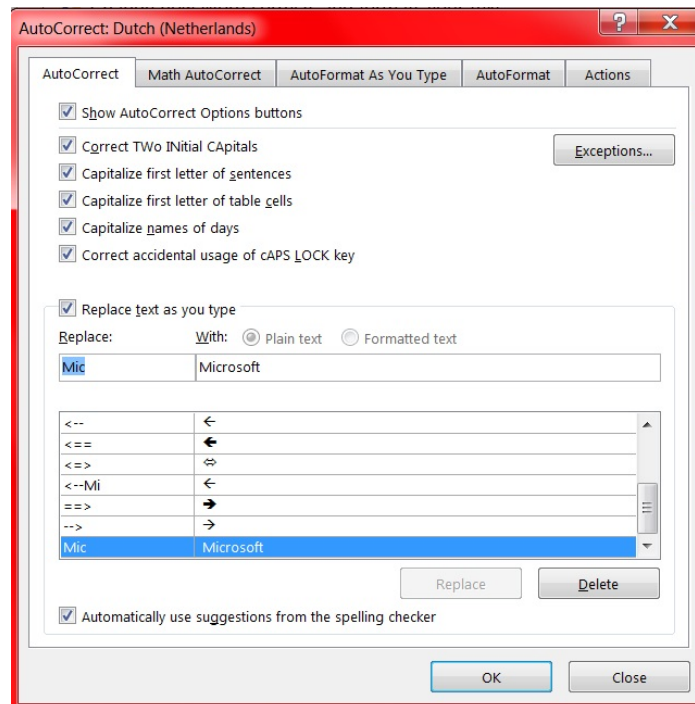 AutoCorrect: Dutch (Netherlands)
AutoCorrect Math AutoCorrect AutoFormat As You Type AutoFormat Actions
Show AutoCorrect Options buttons
Correct TWo INitial CApitals
Exceptions...
Capitalize first letter of sentences
Capitalize first letter of table cells
Capitalize names of days
Correct accidental usage of cAPS LOCK key
Replace text as you type
Replace: With: Plain text Formatted text
Mic Microsoft
<-- ←
<== 🡸
<=> ⇔
<--Mi ←
==> ➔
--> →
Mic Microsoft
Replace Delete
Automatically use suggestions from the spelling checker
OK Close